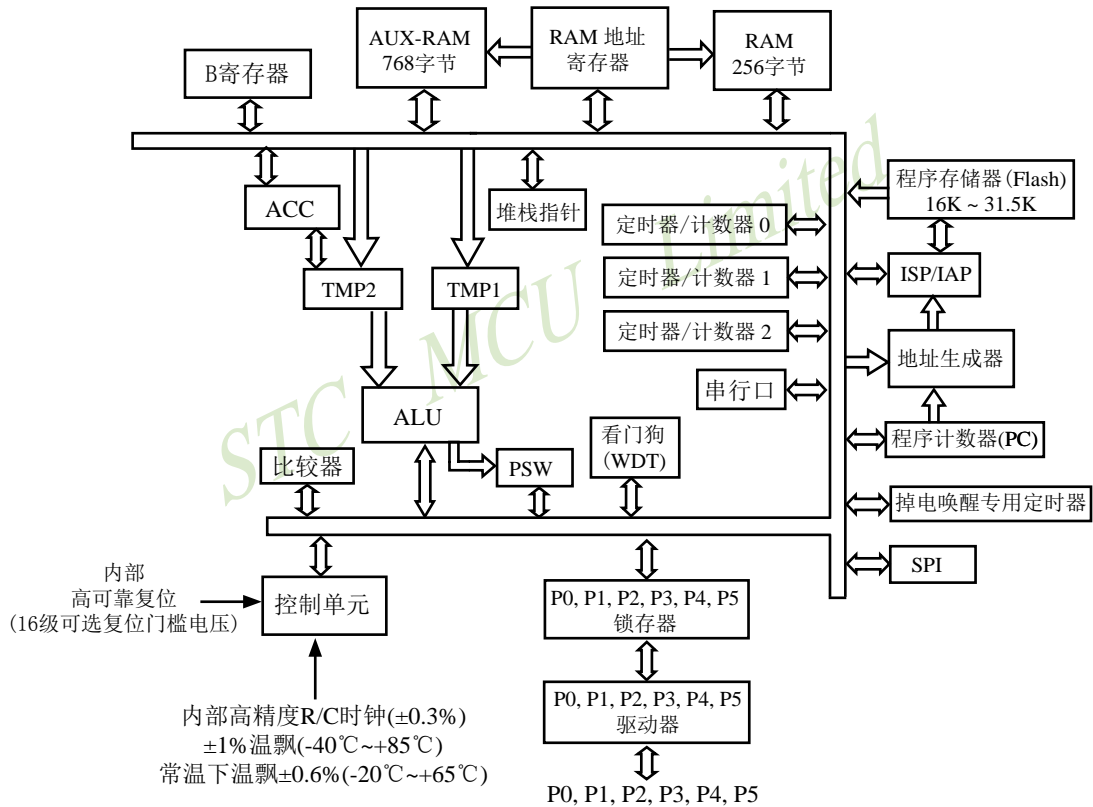 AUX-RAM
768字节
RAM 地址
寄存器
RAM
256字节
B寄存器
ACC
堆栈指针
程序存储器(Flash)
16K ~ 31.5K
定时器/计数器 0
TMP2
TMP1
定时器/计数器 1
ISP/IAP
定时器/计数器 2
地址生成器
串行口
ALU
看门狗
(WDT)
程序计数器(PC)
比较器
PSW
掉电唤醒专用定时器
SPI
内部
高可靠复位
(16级可选复位门槛电压)
控制单元
P0, P1, P2, P3, P4, P5
锁存器
P0, P1, P2, P3, P4, P5
驱动器
内部高精度R/C时钟(±0.3%)
±1%温飘(-40℃~+85℃)
常温下温飘±0.6%(-20℃~+65℃)
P0, P1, P2, P3, P4, P5
STC MCU Limited